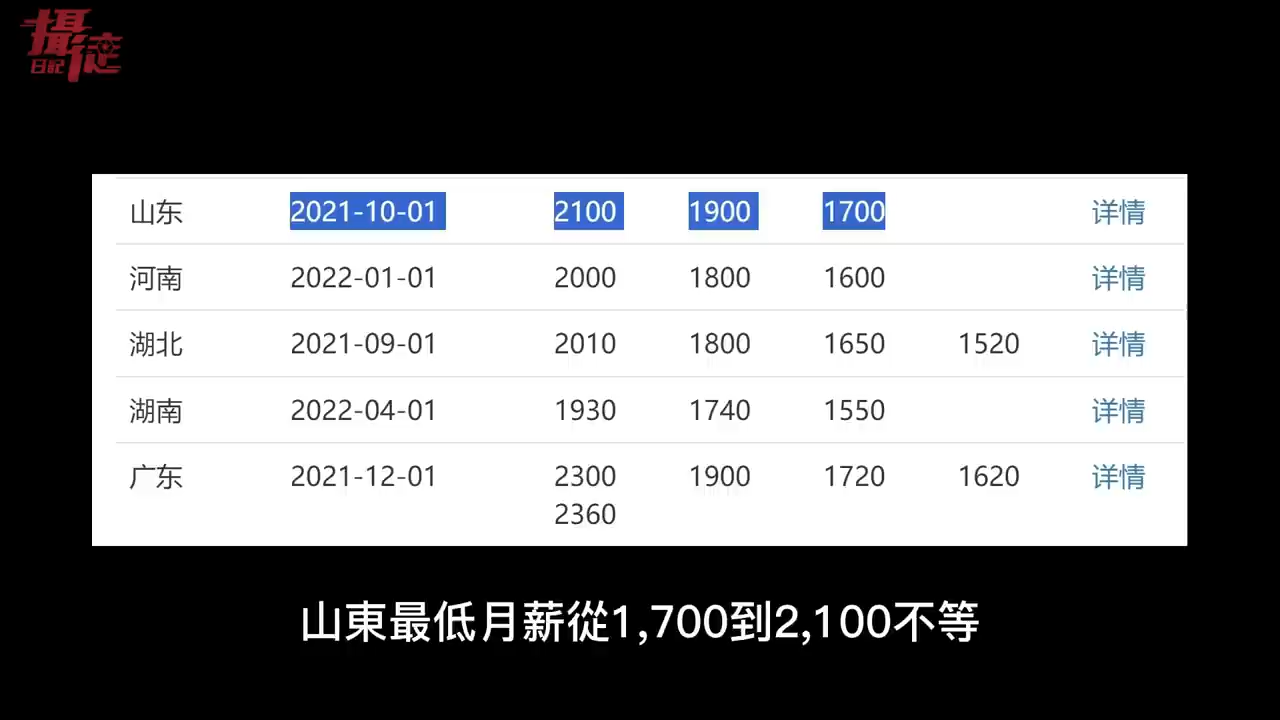 攝徒
日記
山东 2021-10-01 2100 1900 1700 详情
河南 2022-01-01 2000 1800 1600 详情
湖北 2021-09-01 2010 1800 1650 1520 详情
湖南 2022-04-01 1930 1740 1550 详情
广东 2021-12-01 2300 1900 1720 1620 详情
2360
山東最低月薪從1,700到2,100不等